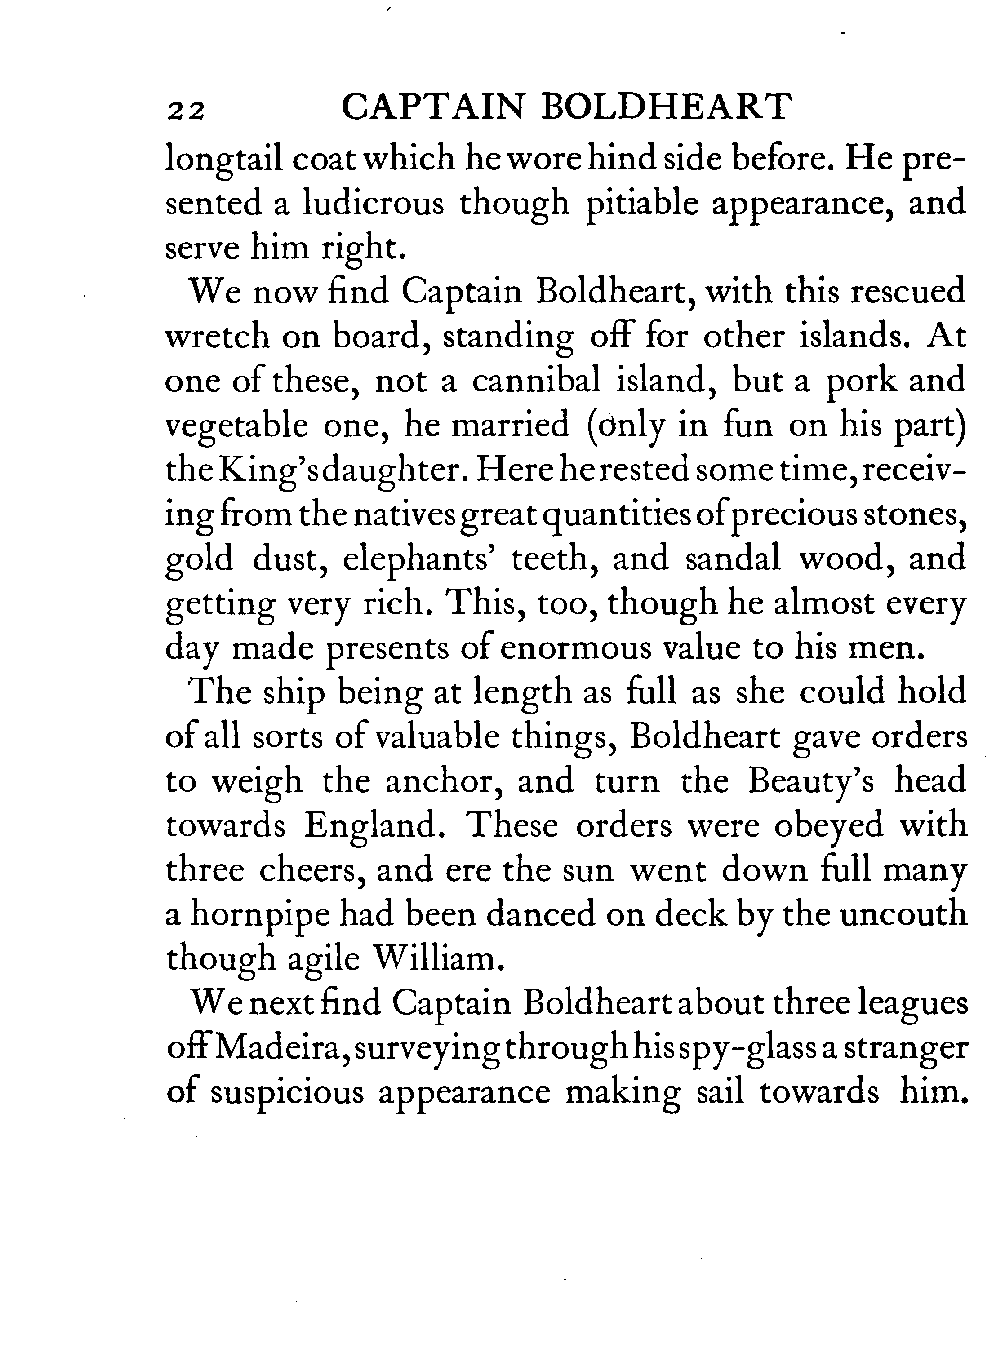 22 CAPTAIN BOLDHEART
longtail coat which he wore hind side before. He pre-
sented a ludicrous though pitiable appearance, and
serve him right.
We now find Captain Boldheart, with this rescued
wretch on board, standing off for other islands. At
one of these, not a cannibal island, but a pork and
vegetable one, he married (only in fun on his part)
the King's daughter. Here he rested some time, receiv-
ing from the natives great quantities of precious stones,
gold dust, elephants' teeth, and sandal wood, and
getting very rich. This, too, though he almost every
day made presents of enormous value to his men.
The ship being at length as full as she could hold
of all sorts of valuable things, Boldheart gave orders
to weigh the anchor, and turn the Beauty's head
towards England. These orders were obeyed with
three cheers, and ere the sun went down full many
a hornpipe had been danced on deck by the uncouth
though agile William.
We next find Captain Boldheart about three leagues
off Madeira, surveying through his spy-glass a stranger
of suspicious appearance making sail towards him.